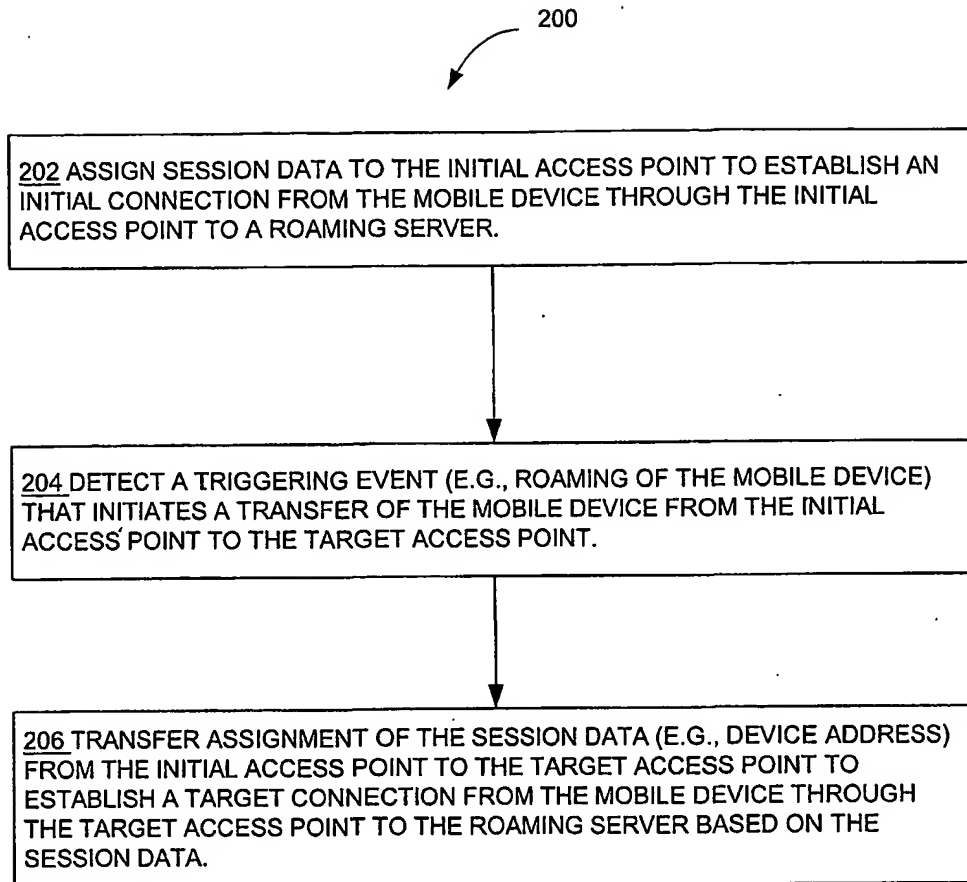 200
202 ASSIGN SESSION DATA TO THE INITIAL ACCESS POINT TO ESTABLISH AN
INITIAL CONNECTION FROM THE MOBILE DEVICE THROUGH THE INITIAL
ACCESS POINT TO A ROAMING SERVER.
204 DETECT A TRIGGERING EVENT (E.G., ROAMING OF THE MOBILE DEVICE)
THAT INITIATES A TRANSFER OF THE MOBILE DEVICE FROM THE INITIAL
ACCESS POINT TO THE TARGET ACCESS POINT.
206 TRANSFER ASSIGNMENT OF THE SESSION DATA (E.G., DEVICE ADDRESS)
FROM THE INITIAL ACCESS POINT TO THE TARGET ACCESS POINT TO
ESTABLISH A TARGET CONNECTION FROM THE MOBILE DEVICE THROUGH
THE TARGET ACCESS POINT TO THE ROAMING SERVER BASED ON THE
SESSION DATA.